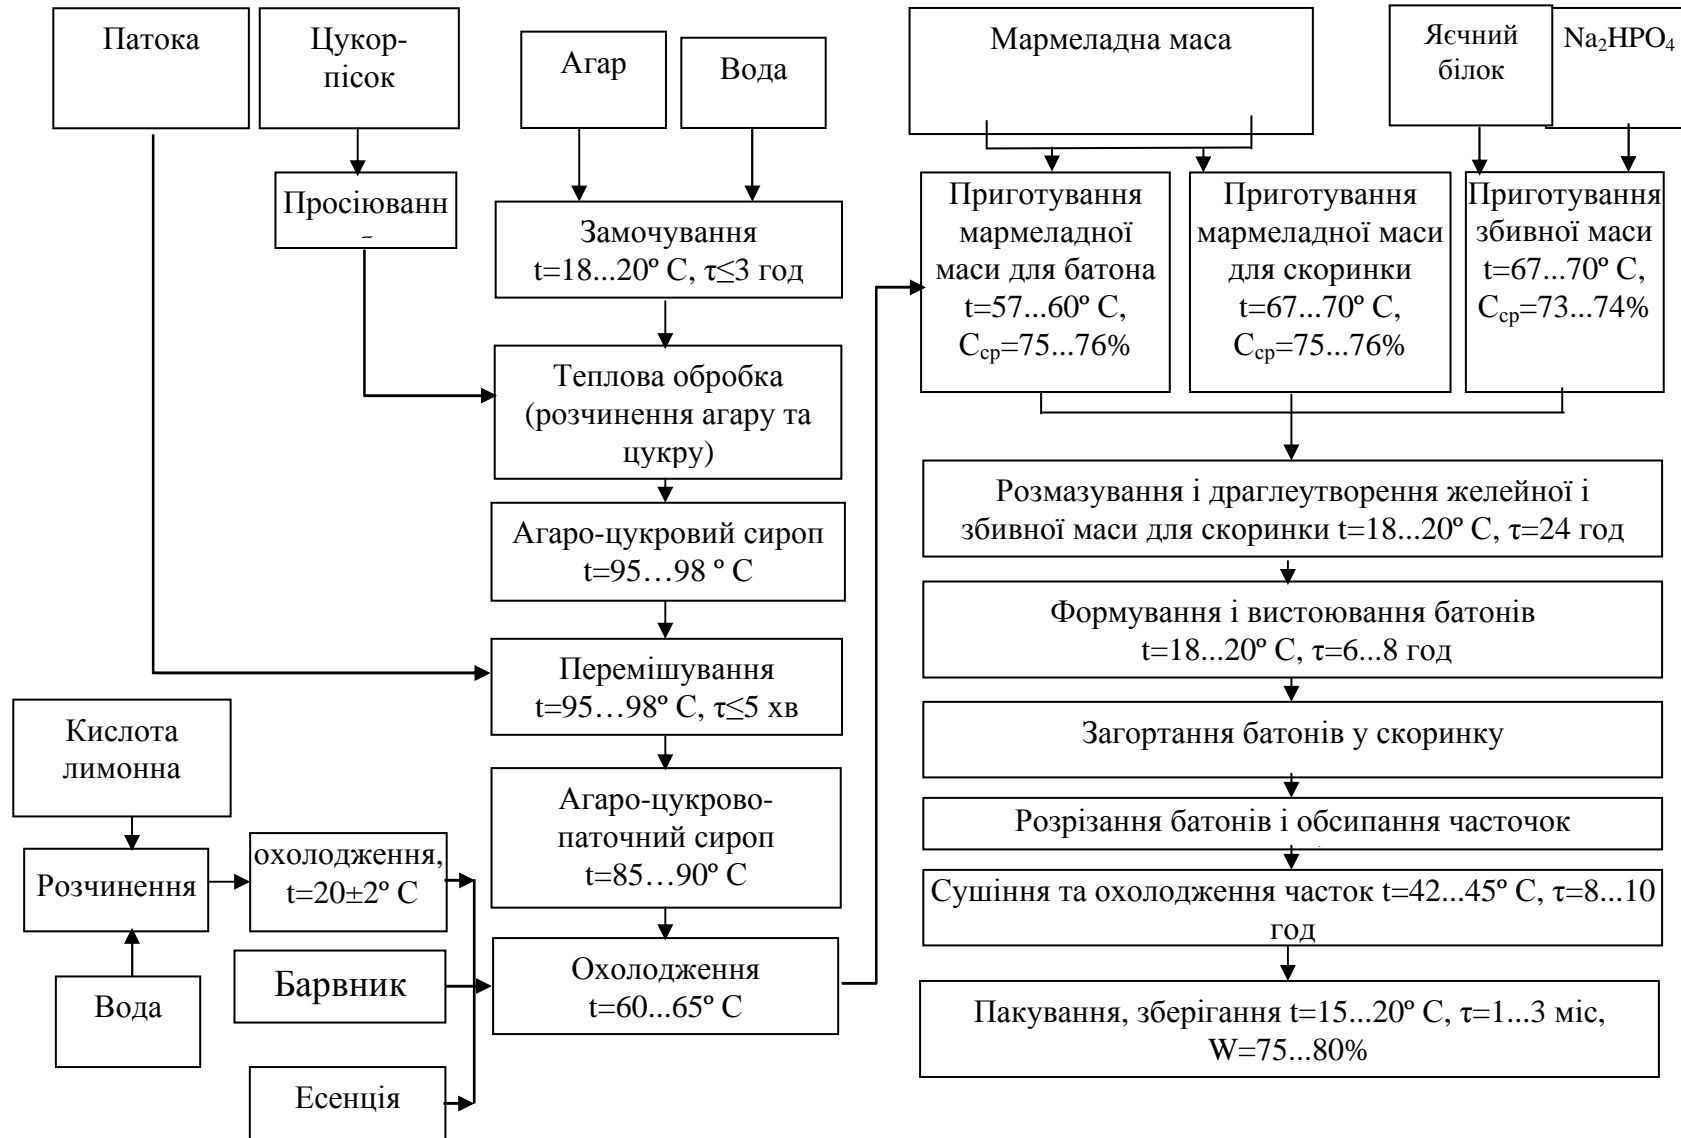 Патока
Цукор-
пісок
Агар
Вода
Мармеладна маса
Яєчний
білок
Na₂HPO₄
Просіюванн
Замочування
t=18...20º С, τ≤3 год
Приготування
мармеладної
маси для батона
t=57...60º С,
Сср=75...76%
Приготування
мармеладної маси
для скоринки
t=67...70º С,
Сср=75...76%
Приготування
збивної маси
t=67...70º С,
Сср=73...74%
Теплова обробка
(розчинення агару та
цукру)
Агаро-цукровий сироп
t=95…98 º С
Перемішування
t=95…98º С, τ≤5 хв
Кислота
лимонна
Розчинення
Вода
охолодження,
t=20±2º С
Барвник
Есенція
Агаро-цукрово-
паточний сироп
t=85…90º С
Охолодження
t=60...65º С
Розмазування і драглеутворення желейної і
збивної маси для скоринки t=18...20º С, τ=24 год
Формування і вистоювання батонів
t=18...20º С, τ=6...8 год
Загортання батонів у скоринку
Розрізання батонів і обсипання часточок
Сушіння та охолодження часток t=42...45º С, τ=8...10
год
Пакування, зберігання t=15...20º С, τ=1...3 міс,
W=75...80%